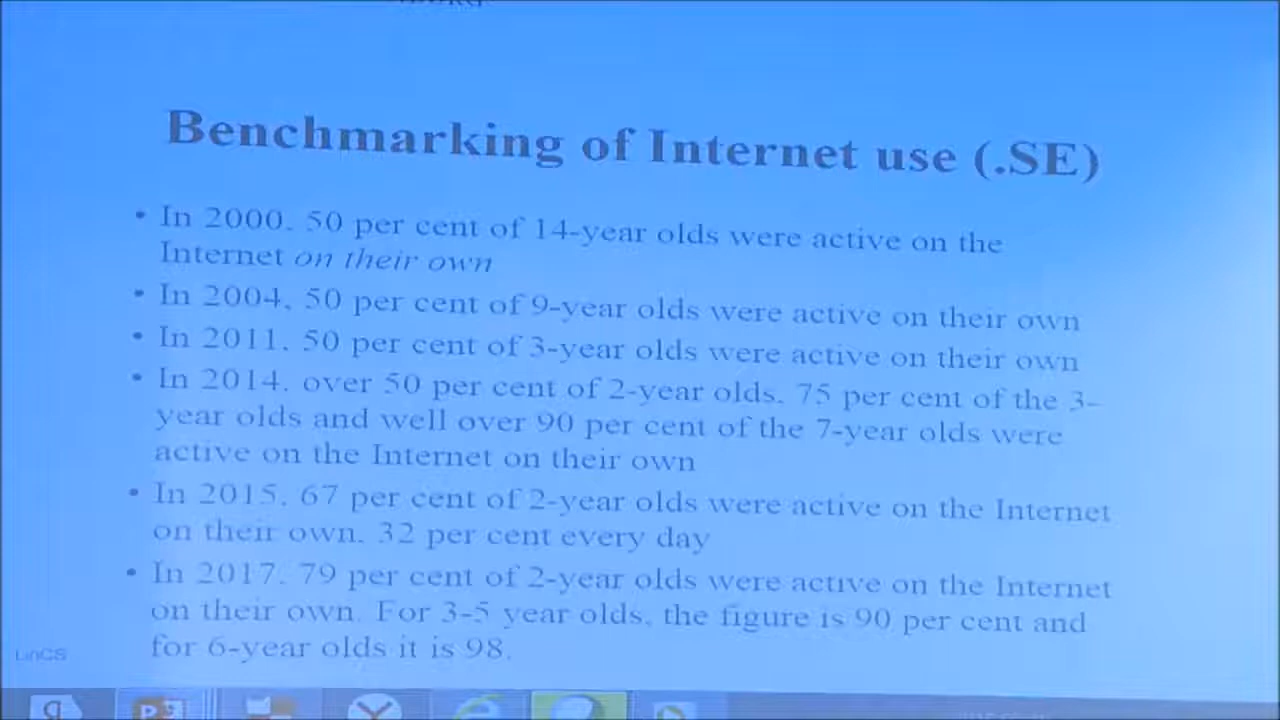 Benchmarking of Internet use (.SE)
• In 2000, 50 per cent of 14-year olds were active on the
Internet on their own
• In 2004, 50 per cent of 9-year olds were active on their own
• In 2011, 50 per cent of 3-year olds were active on their own
• In 2014, over 50 per cent of 2-year olds, 75 per cent of the 3-
year olds and well over 90 per cent of the 7-year olds were
active on the Internet on their own
• In 2015, 67 per cent of 2-year olds were active on the Internet
on their own, 32 per cent every day
• In 2017, 79 per cent of 2-year olds were active on the Internet
on their own. For 3-5 year olds, the figure is 90 per cent and
for 6-year olds it is 98.
LinCS